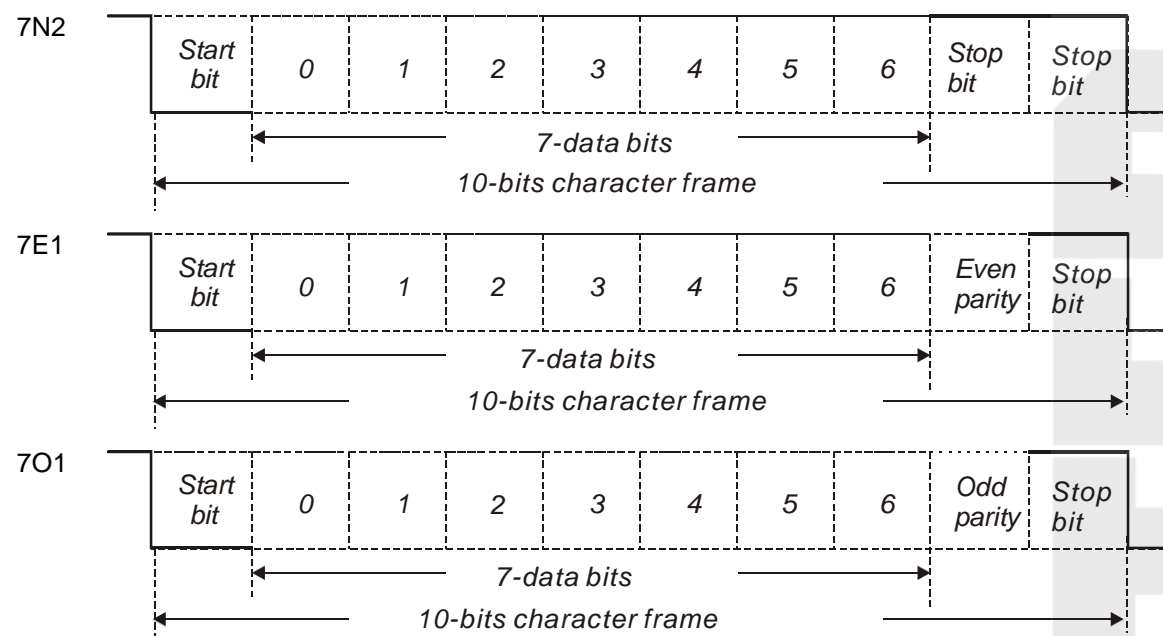 7N2
Start bit 0 1 2 3 4 5 6 Stop bit Stop bit
7-data bits
10-bits character frame
7E1
Start bit 0 1 2 3 4 5 6 Even parity Stop bit
7-data bits
10-bits character frame
7O1
Start bit 0 1 2 3 4 5 6 Odd parity Stop bit
7-data bits
10-bits character frame